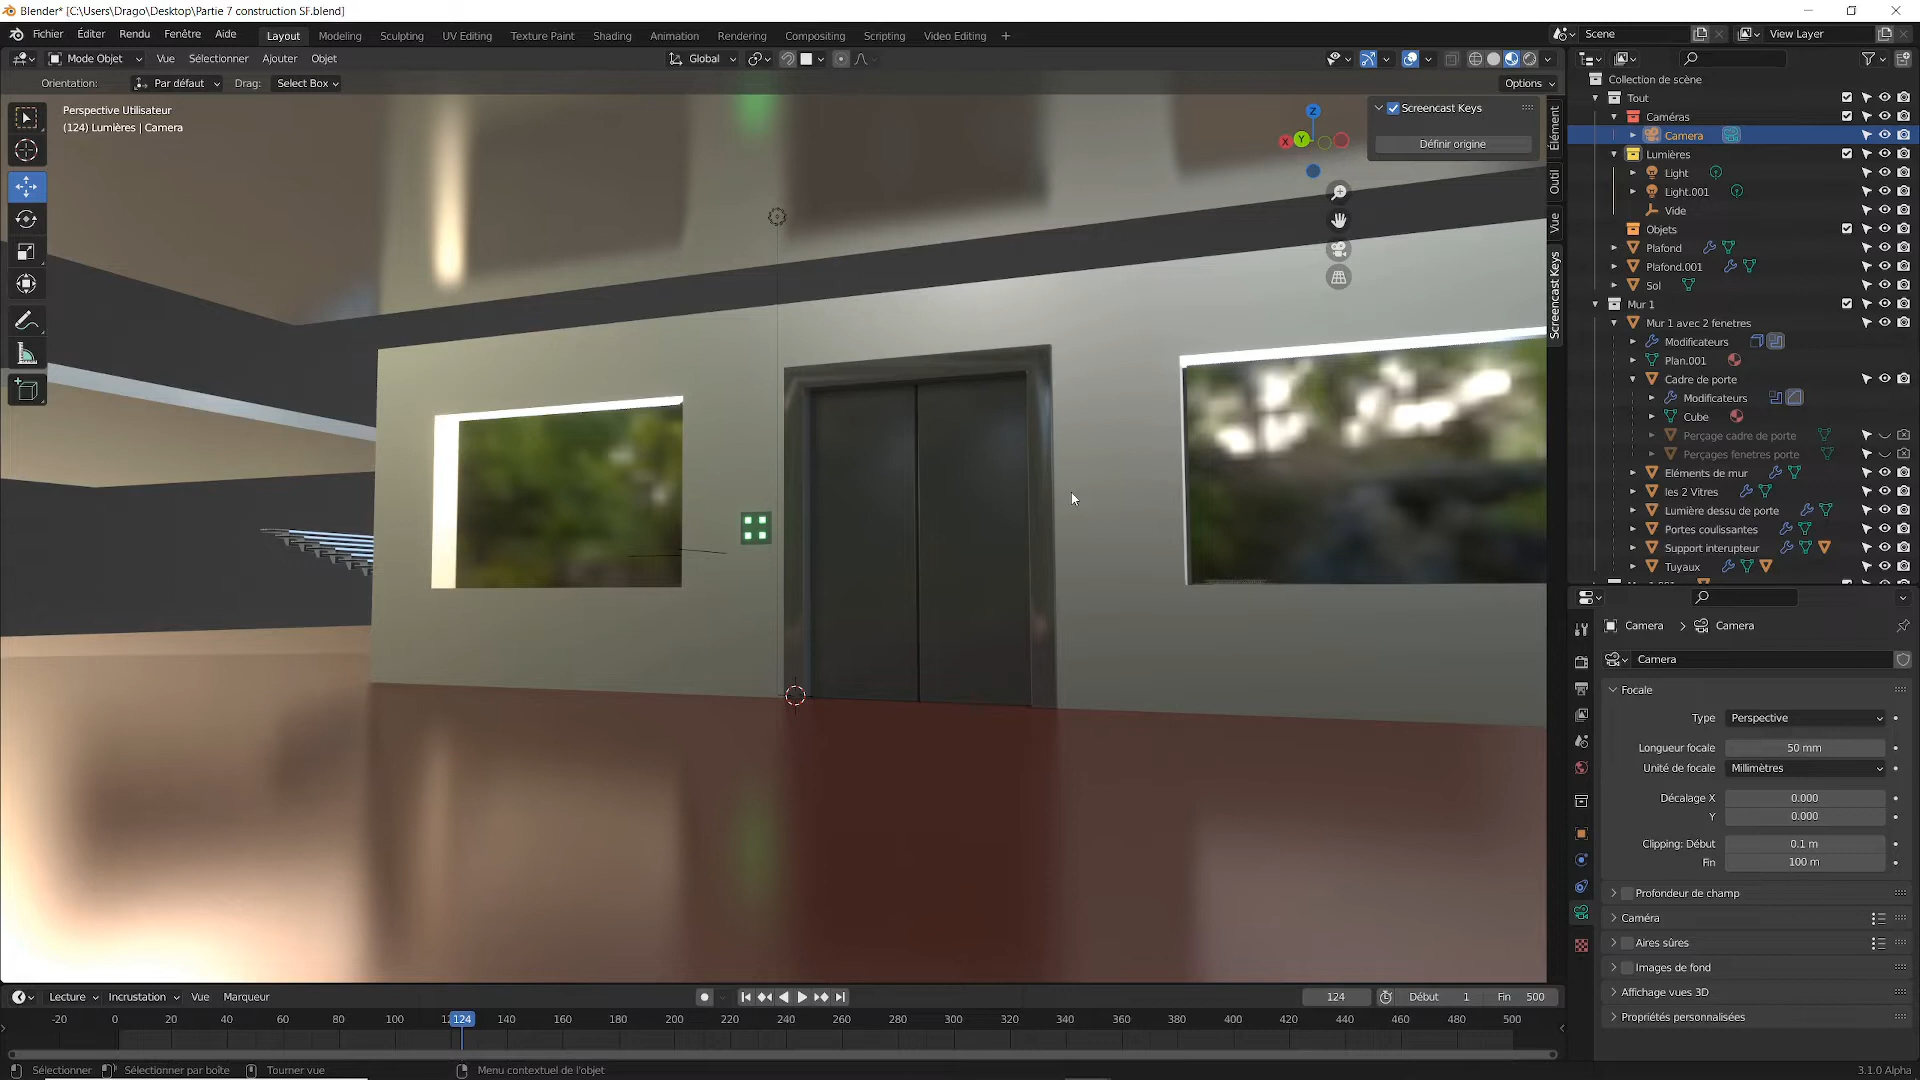 Blender* [C:\Users\Drago\Desktop\Partie 7 construction SF.blend]
Fichier Éditer Rendu Fenêtre Aide Layout Modeling Sculpting UV Editing Texture Paint Shading Animation Rendering Compositing Scripting Video Editing + Scene View Layer
Mode Objet Vue Sélectionner Ajouter Objet Global
Orientation: Par défaut Drag: Select Box Options
Perspective Utilisateur
(124) Lumières | Camera
Screencast Keys
Définir origine
Z
X
Y
Elément
Outil
Vue
Screencast Keys
Collection de scène
Tout
Caméras
Camera
Lumières
Light
Light.001
Vide
Objets
Plafond
Plafond.001
Sol
Mur 1
Mur 1 avec 2 fenetres
Modificateurs
Plan.001
Cadre de porte
Modificateurs
Cube
Perçage cadre de porte
Perçages fenetres porte
Eléments de mur
les 2 Vitres
Lumière dessu de porte
Portes coulissantes
Support interupteur
Tuyaux
Camera Camera
Camera
Focale
Type Perspective
Longueur focale 50 mm
Unité de focale Millimètres
Décalage X 0.000
Y 0.000
Clipping: Début 0.1 m
Fin 100 m
Profondeur de champ
Caméra
Aires sûres
Images de fond
Affichage vues 3D
Propriétés personnalisées
Lecture Incrustation Vue Marqueur 124 Début 1 Fin 500
-20 0 20 40 60 80 100 124 140 160 180 200 220 240 260 280 300 320 340 360 380 400 420 440 460 480 500
Sélectionner Sélectionner par boîte Tourner vue Menu contextuel de l'objet 3.1.0 Alpha